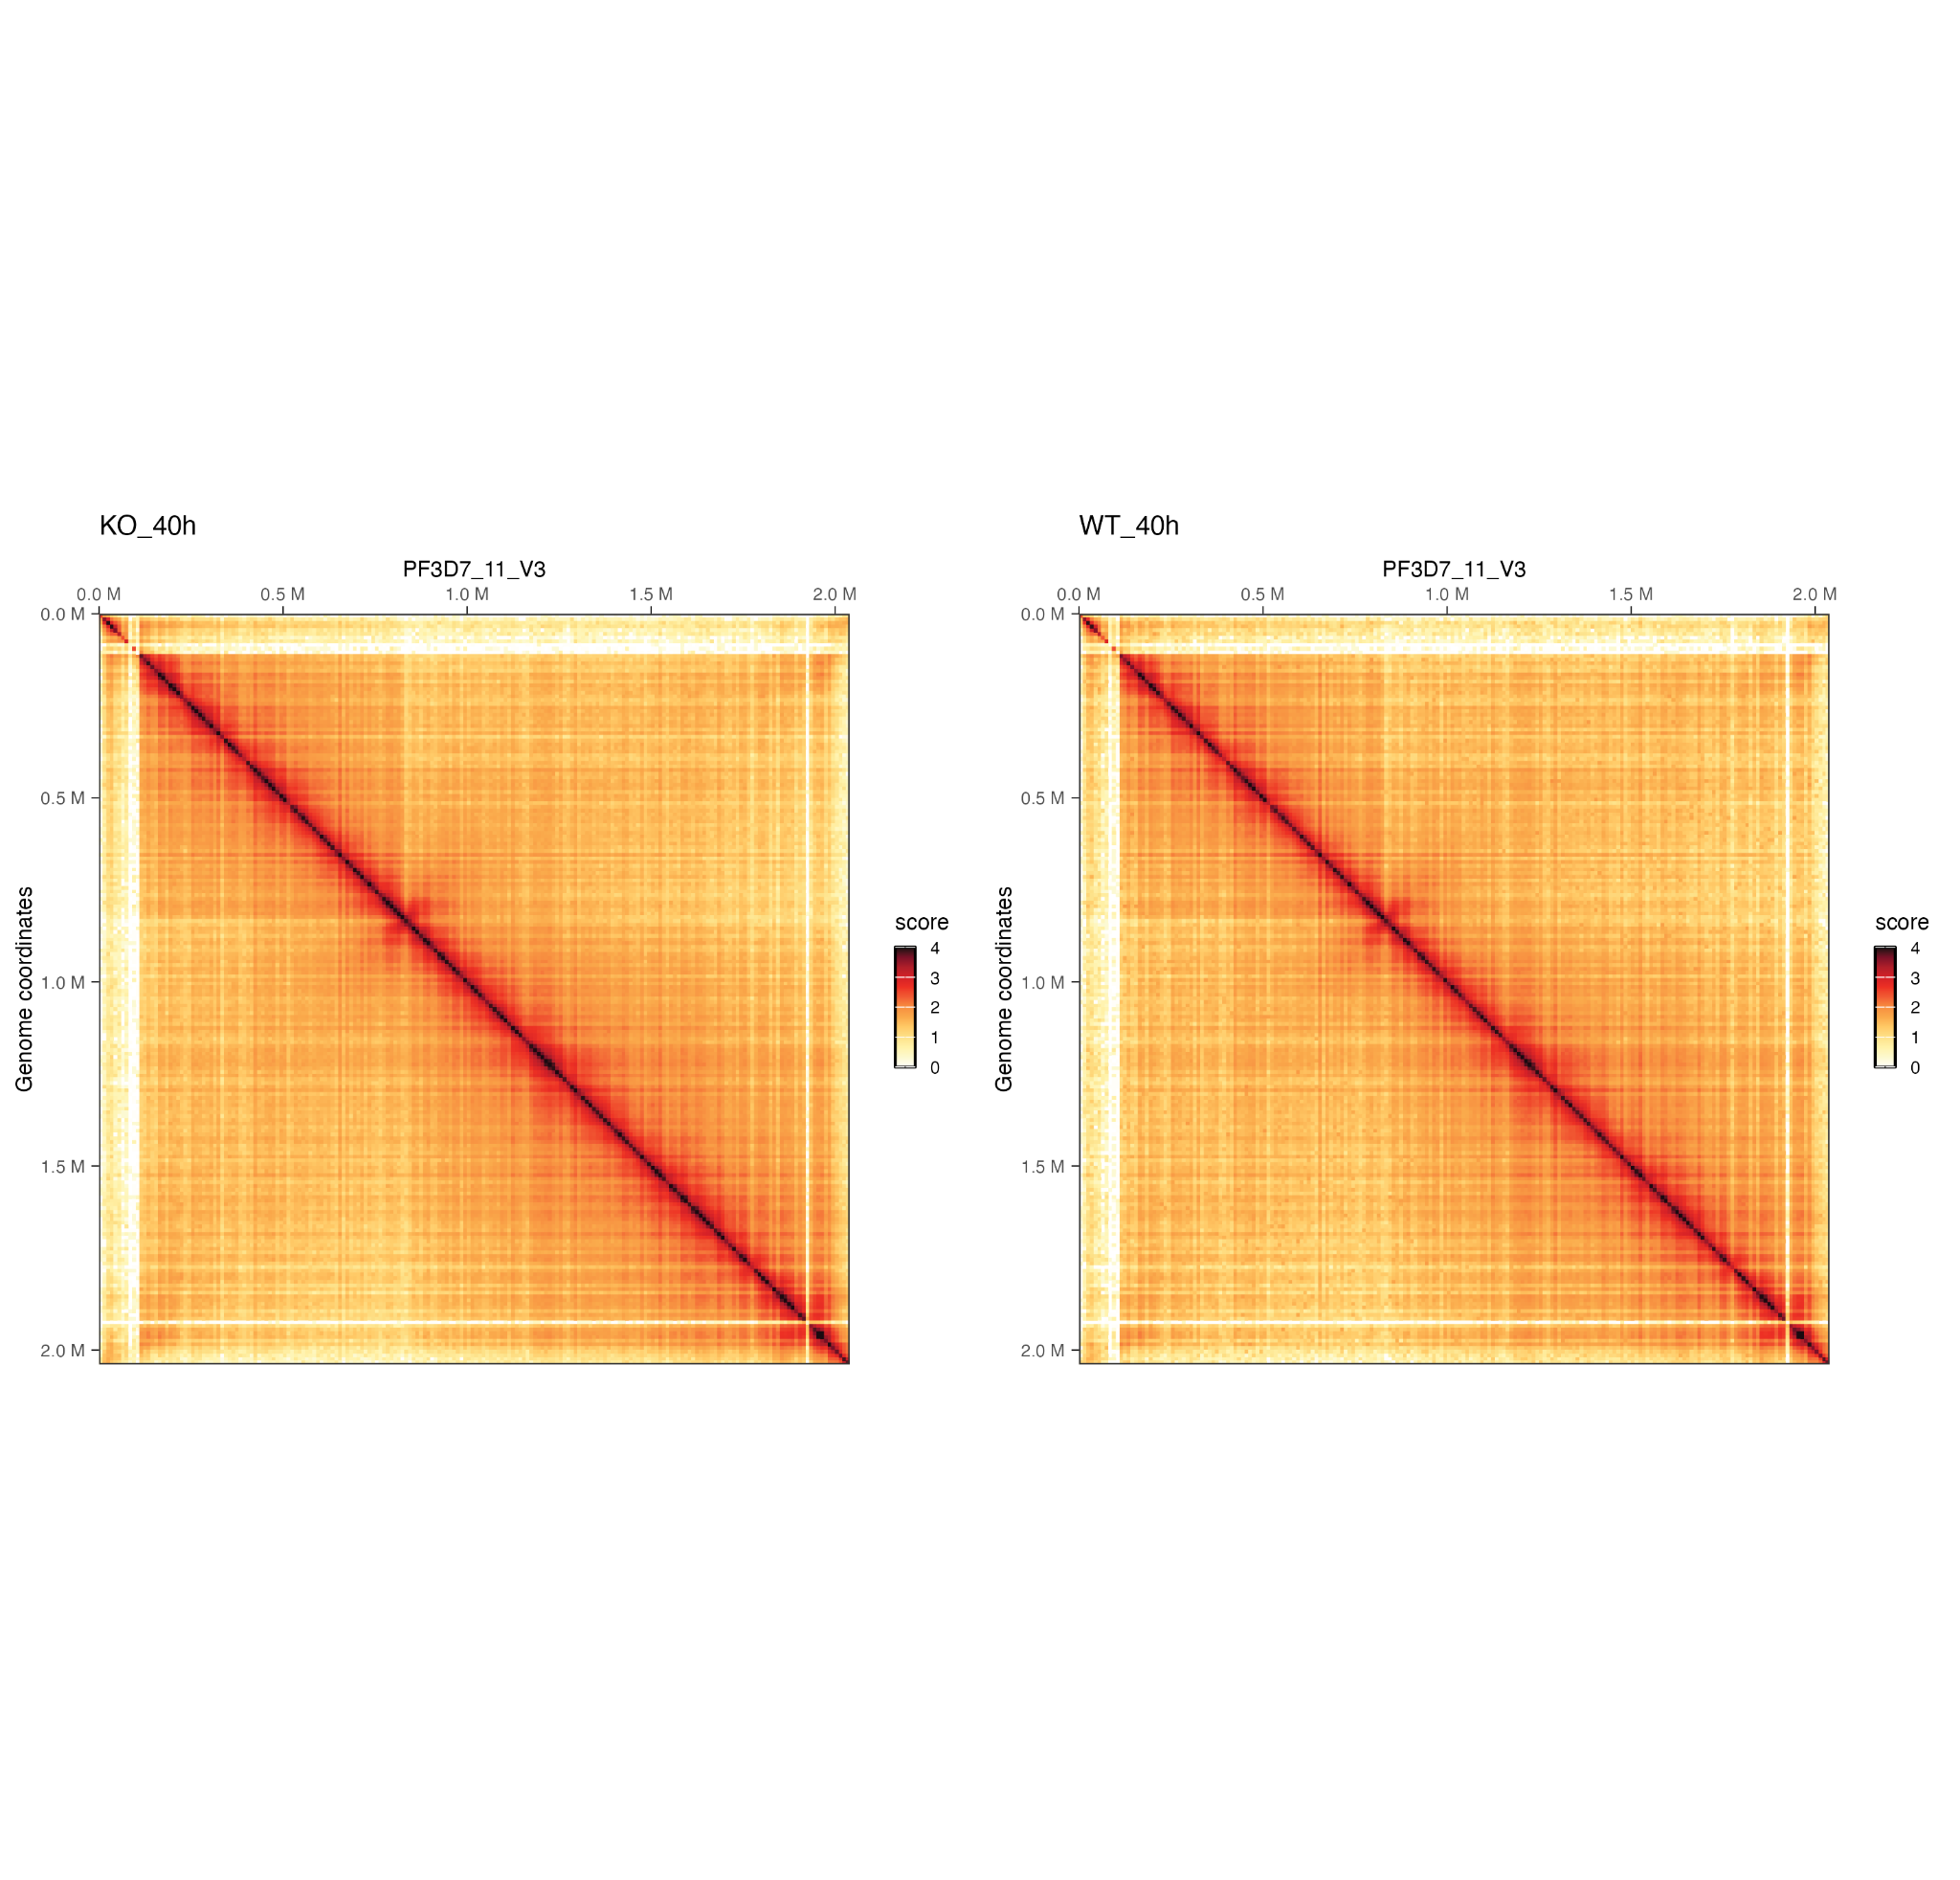 KO_40h
PF3D7_11_V3
0.0 M 0.5 M 1.0 M 1.5 M 2.0 M
0.0 M
0.5 M
1.0 M
1.5 M
2.0 M
Genome coordinates
score
4
3
2
1
0
WT_40h
PF3D7_11_V3
0.0 M 0.5 M 1.0 M 1.5 M 2.0 M
0.0 M
0.5 M
1.0 M
1.5 M
2.0 M
Genome coordinates
score
4
3
2
1
0